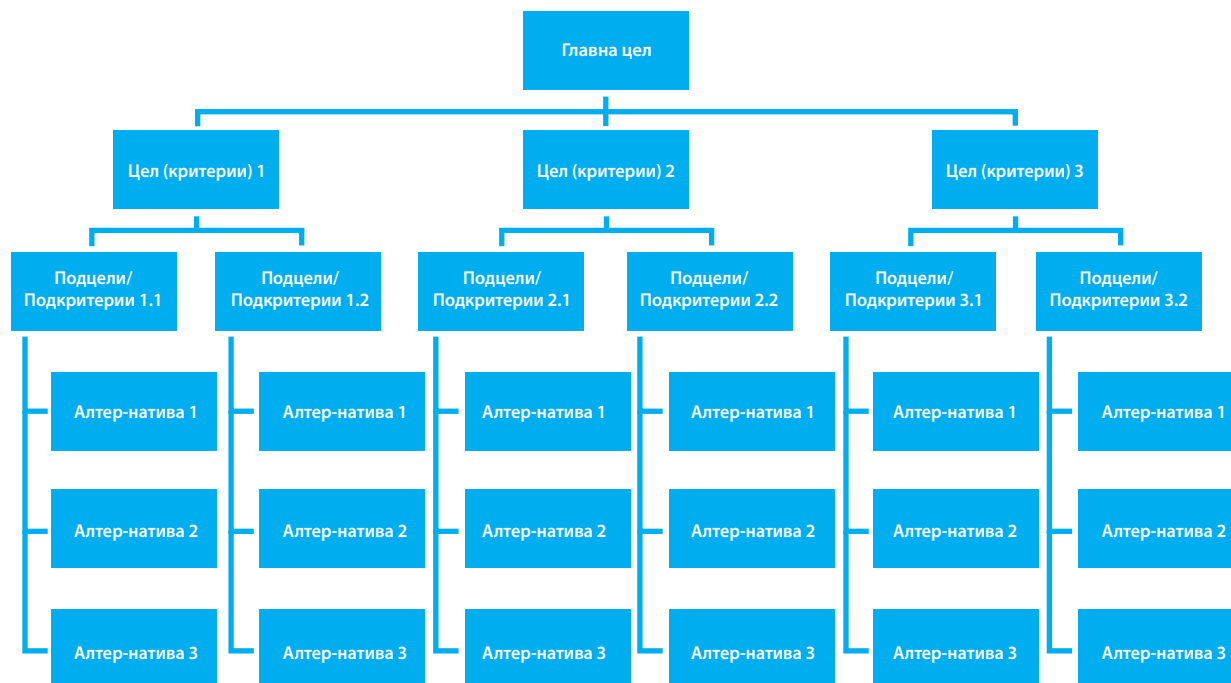 Главна цел
Цел (критерии) 1
Цел (критерии) 2
Цел (критерии) 3
Подцели/
Подкритерии 1.1
Подцели/
Подкритерии 1.2
Подцели/
Подкритерии 2.1
Подцели/
Подкритерии 2.2
Подцели/
Подкритерии 3.1
Подцели/
Подкритерии 3.2
Алтер-натива 1
Алтер-натива 1
Алтер-натива 1
Алтер-натива 1
Алтер-натива 1
Алтер-натива 1
Алтер-натива 2
Алтер-натива 2
Алтер-натива 2
Алтер-натива 2
Алтер-натива 2
Алтер-натива 2
Алтер-натива 3
Алтер-натива 3
Алтер-натива 3
Алтер-натива 3
Алтер-натива 3
Алтер-натива 3